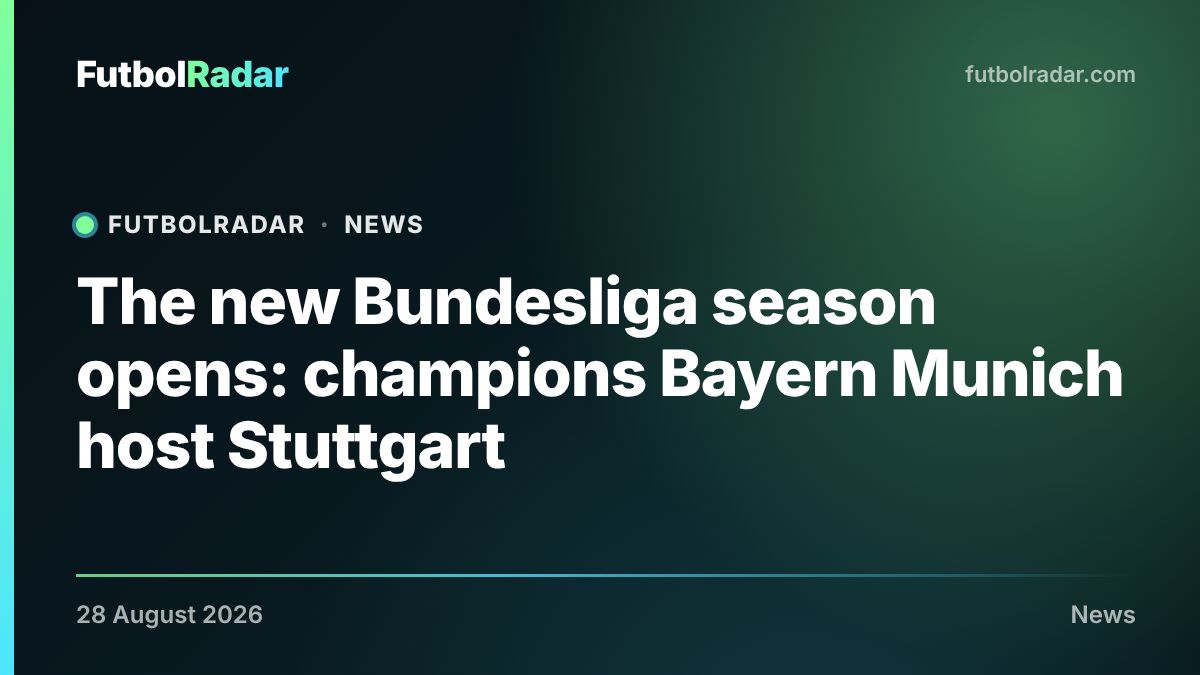 FutbolRadar
futbolradar.com
FUTBOLRADAR · NEWS
The new Bundesliga season
opens: champions Bayern Munich
host Stuttgart
28 August 2026
News